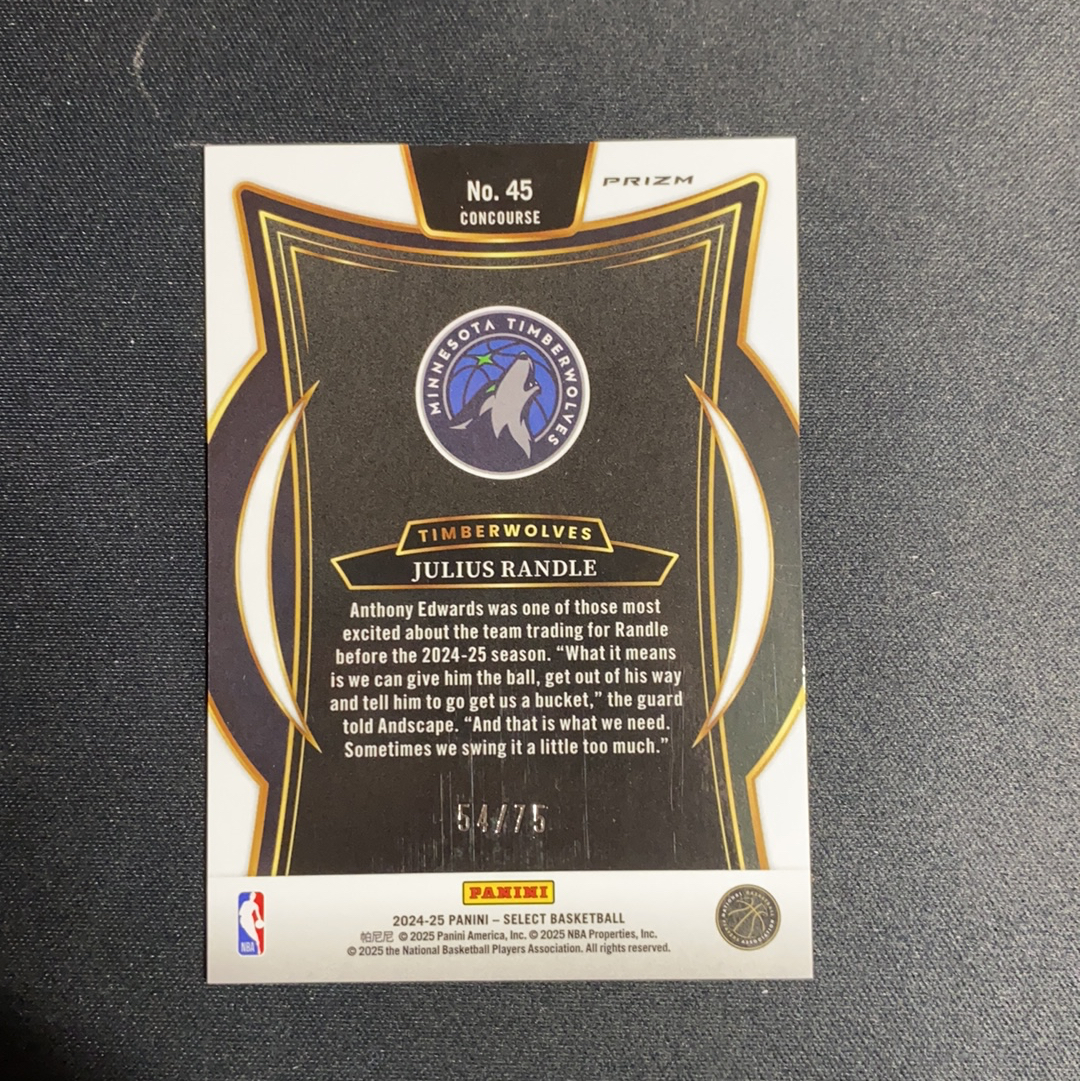 No. 45
CONCOURSE
PRIZM
MINNESOTA TIMBERWOLVES
TIMBERWOLVES
JULIUS RANDLE
Anthony Edwards was one of those most
excited about the team trading for Randle
before the 2024-25 season. “What it means
is we can give him the ball, get out of his way
and tell him to go get us a bucket,” the guard
told Andscape. “And that is what we need.
Sometimes we swing it a little too much.”
54/75
PANINI
2024-25 PANINI – SELECT BASKETBALL
帕尼尼 © 2025 Panini America, Inc. © 2025 NBA Properties, Inc.
© 2025 the National Basketball Players Association. All rights reserved.
NBA
NATIONAL BASKETBALL PLAYERS ASSOCIATION